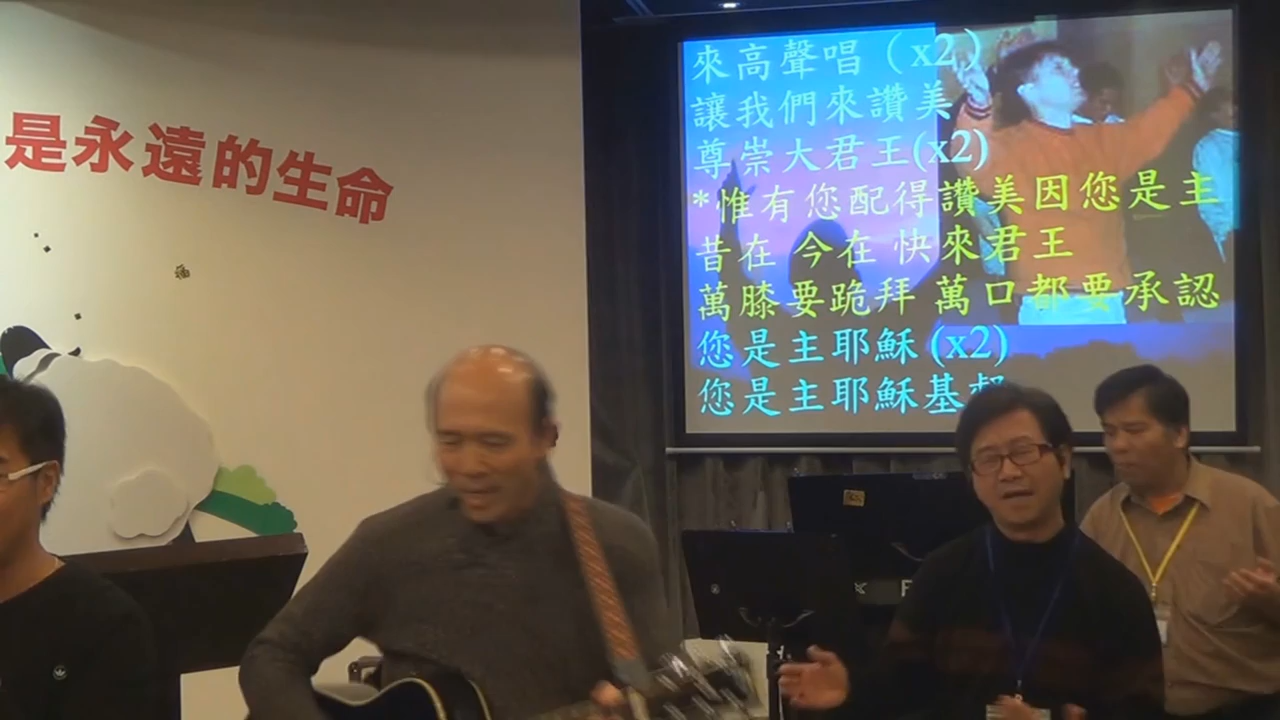 是永遠的生命
來高聲唱（x2）
讓我們來讚美
尊崇大君王(x2)
*惟有您配得讚美因您是主
昔在 今在 快來君王
萬膝要跪拜 萬口都要承認
您是主耶穌 (x2)
您是主耶穌基督